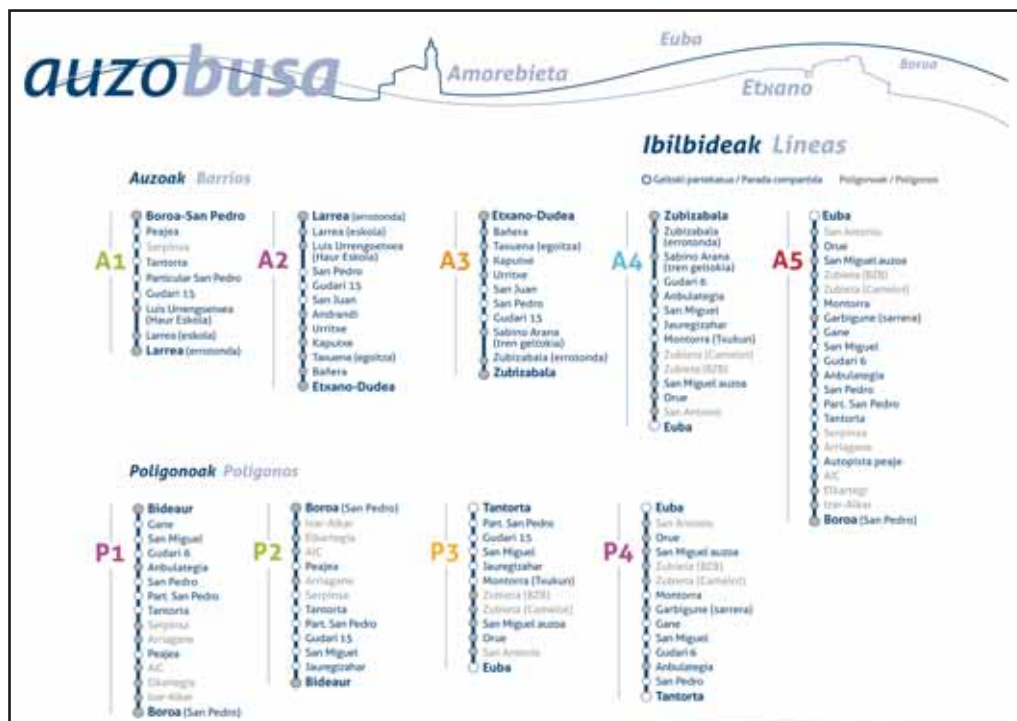 auzobusa
Amorebieta
Euba
Etxano
Boroa
Ibilbideak Líneas
Geltoki partekatua / Parada compartida
Poligonoak / Polígonos
Auzoak Barrios
A1
Boroa-San Pedro
Peajea
Serpinsa
Tantorta
Particular San Pedro
Gudari 15
Luis Urrengoetxea
(Haur Eskola)
Larrea (eskola)
Larrea (errotonda)
A2
Larrea (errotonda)
Larrea (eskola)
Luis Urrengoetxea
(Haur Eskola)
San Pedro
Gudari 15
San Juan
Andrandi
Urritxe
Kaputxe
Taxuena (egoitza)
Bañera
Etxano-Dudea
A3
Etxano-Dudea
Bañera
Taxuena (egoitza)
Kaputxe
Urritxe
San Juan
San Pedro
Gudari 15
Sabino Arana
(tren geltokia)
Zubizabala (errotonda)
Zubizabala
A4
Zubizabala
Zubizabala
(errotonda)
Sabino Arana
(tren geltokia)
Gudari 6
Anbulategia
San Miguel
Jauregizahar
Montorra (Txukun)
Zubieta (Camelot)
Zubieta (BZB)
San Miguel auzoa
Orue
San Antonio
Euba
A5
Euba
San Antonio
Orue
San Miguel auzoa
Zubieta (BZB)
Zubieta (Camelot)
Montorra
Garbigune (sarrera)
Gane
San Miguel
Gudari 6
Anbulategia
San Pedro
Part. San Pedro
Tantorta
Serpinsa
Arriagane
Autopista peaje
AIC
Elkartegi
Izar-Alkar
Boroa (San Pedro)
Poligonoak Polígonos
P1
Bideaur
Gane
San Miguel
Gudari 6
Anbulategia
San Pedro
Part. San Pedro
Tantorta
Serpinsa
Arriagane
Peajea
AIC
Elkartegia
Izar-Alkar
Boroa (San Pedro)
P2
Boroa (San Pedro)
Izar-Alkar
Elkartegia
AIC
Peajea
Arriagane
Serpinsa
Tantorta
Part. San Pedro
Gudari 15
San Miguel
Jauregizahar
Bideaur
P3
Tantorta
Part. San Pedro
Gudari 15
San Miguel
Jauregizahar
Montorra (Txukun)
Zubieta (BZB)
Zubieta (Camelot)
San Miguel auzoa
Orue
San Antonio
Euba
P4
Euba
San Antonio
Orue
San Miguel auzoa
Zubieta (BZB)
Zubieta (Camelot)
Montorra
Garbigune (sarrera)
Gane
San Miguel
Gudari 6
Anbulategia
San Pedro
Tantorta